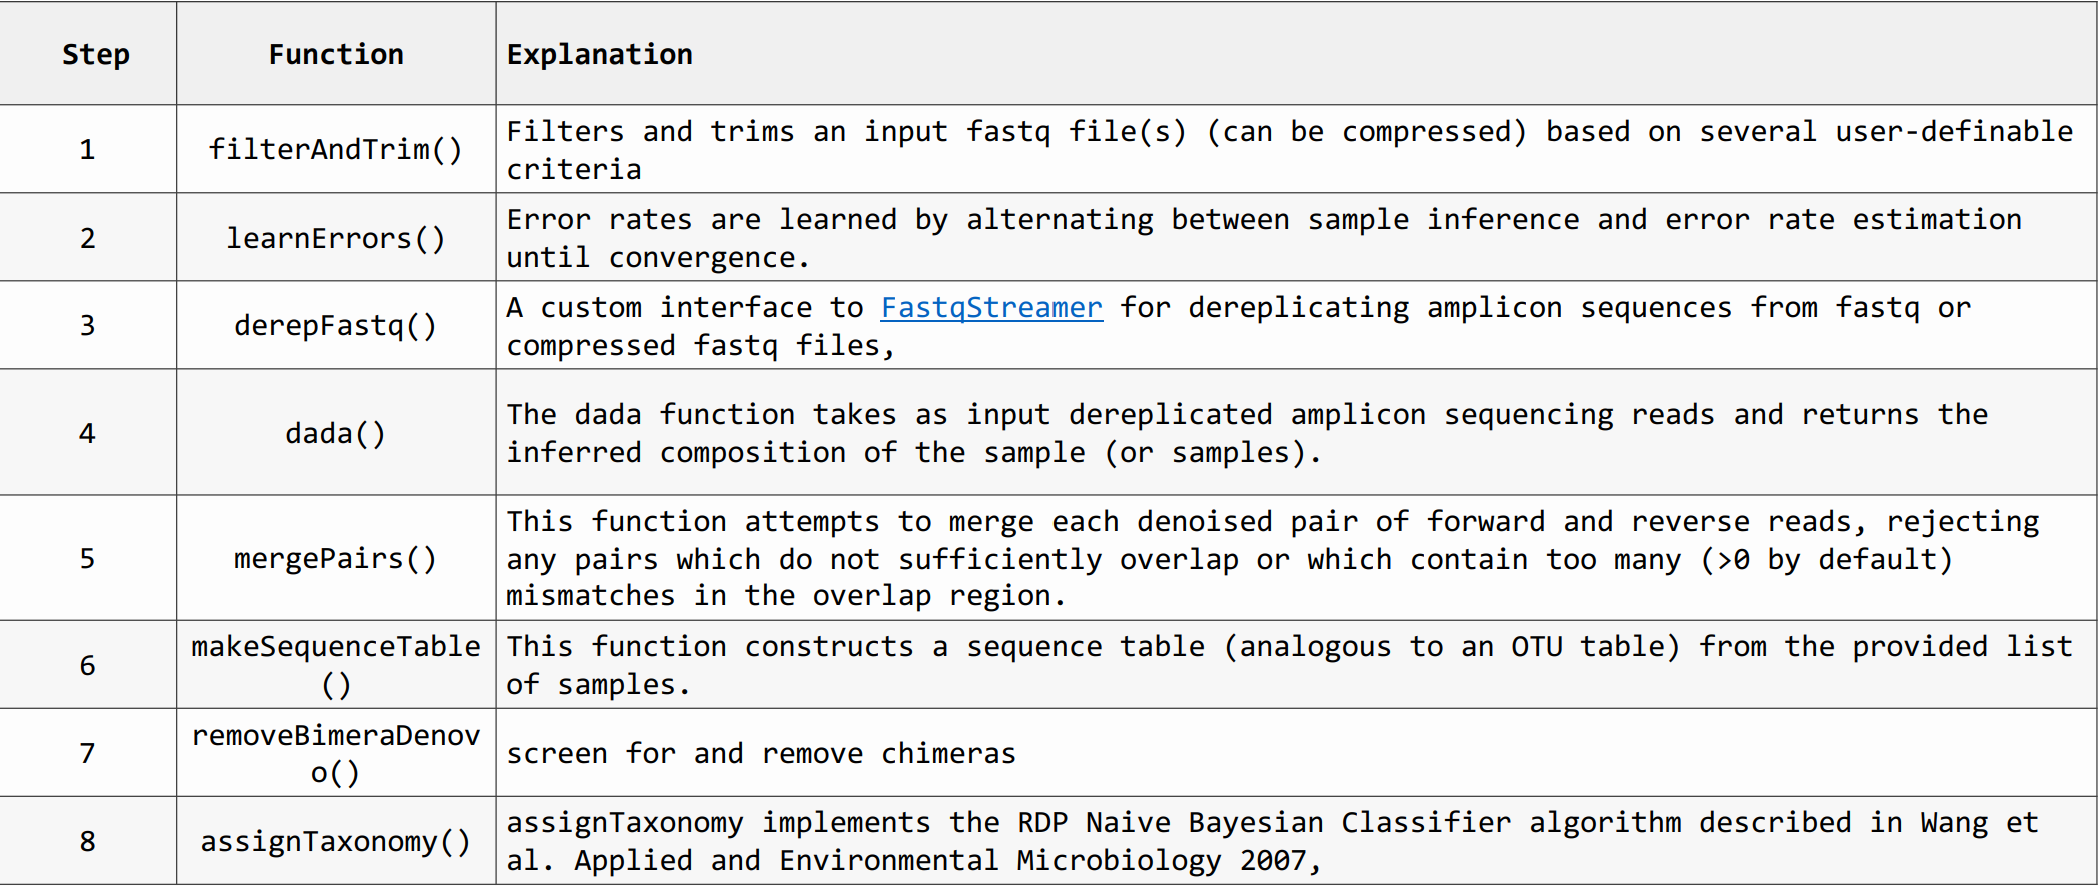 Step Function Explanation
1 filterAndTrim() Filters and trims an input fastq file(s) (can be compressed) based on several user-definable
criteria
2 learnErrors() Error rates are learned by alternating between sample inference and error rate estimation
until convergence.
3 derepFastq() A custom interface to FastqStreamer for dereplicating amplicon sequences from fastq or
compressed fastq files,
4 dada() The dada function takes as input dereplicated amplicon sequencing reads and returns the
inferred composition of the sample (or samples).
5 mergePairs() This function attempts to merge each denoised pair of forward and reverse reads, rejecting
any pairs which do not sufficiently overlap or which contain too many (>0 by default)
mismatches in the overlap region.
6 makeSequenceTable
() This function constructs a sequence table (analogous to an OTU table) from the provided list
of samples.
7 removeBimeraDenov
o() screen for and remove chimeras
8 assignTaxonomy() assignTaxonomy implements the RDP Naive Bayesian Classifier algorithm described in Wang et
al. Applied and Environmental Microbiology 2007,